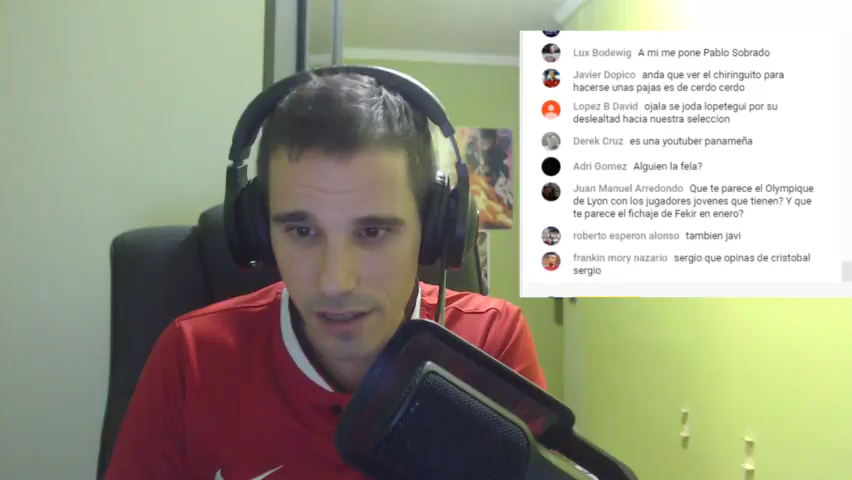 Lux Bodewig A mi me pone Pablo Sobrado
Javier Dopico anda que ver el chiringuito para
hacerse unas pajas es de cerdo cerdo
Lopez B David ojala se joda lopetegui por su
deslealtad hacia nuestra seleccion
Derek Cruz es una youtuber panameña
Adri Gomez Alguien la fela?
Juan Manuel Arredondo Que te parece el Olympique
de Lyon con los jugadores jovenes que tienen? Y que
te parece el fichaje de Fekir en enero?
roberto esperon alonso tambien javi
frankin mory nazario sergio que opinas de cristobal
sergio